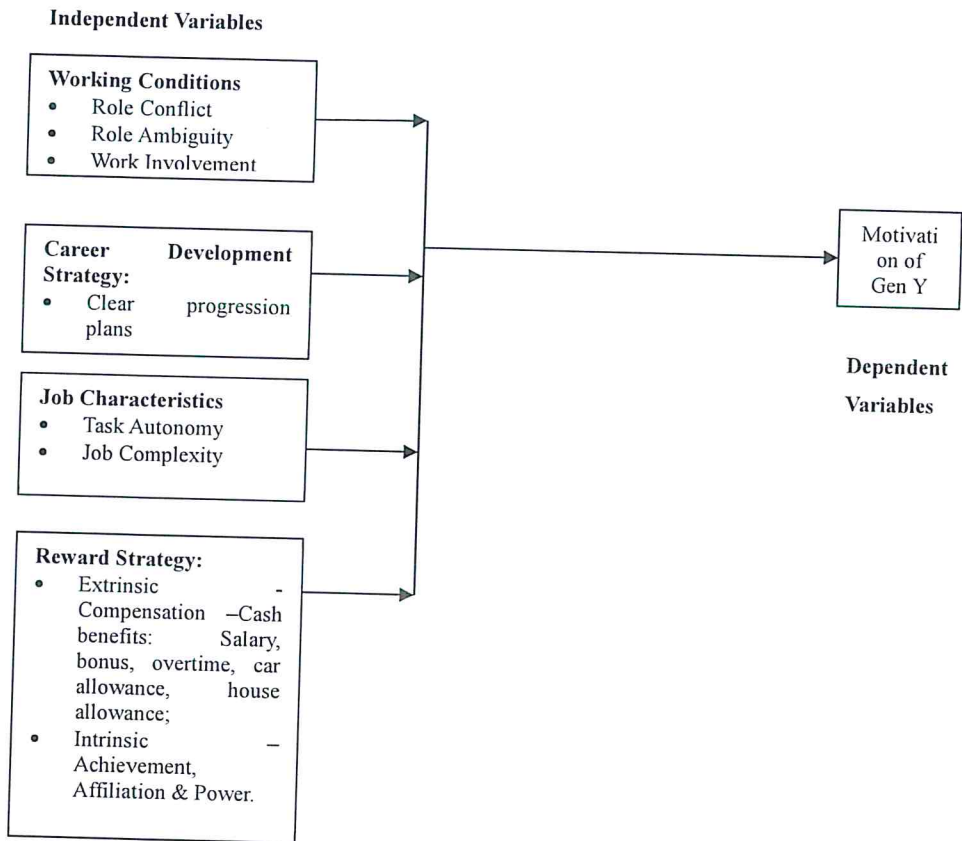 Independent Variables
Working Conditions
• Role Conflict
• Role Ambiguity
• Work Involvement
Career Development
Strategy:
• Clear progression
plans
Job Characteristics
• Task Autonomy
• Job Complexity
Reward Strategy:
• Extrinsic -
Compensation –Cash
benefits: Salary,
bonus, overtime, car
allowance, house
allowance;
• Intrinsic –
Achievement,
Affiliation & Power.
Motivati
on of
Gen Y
Dependent
Variables